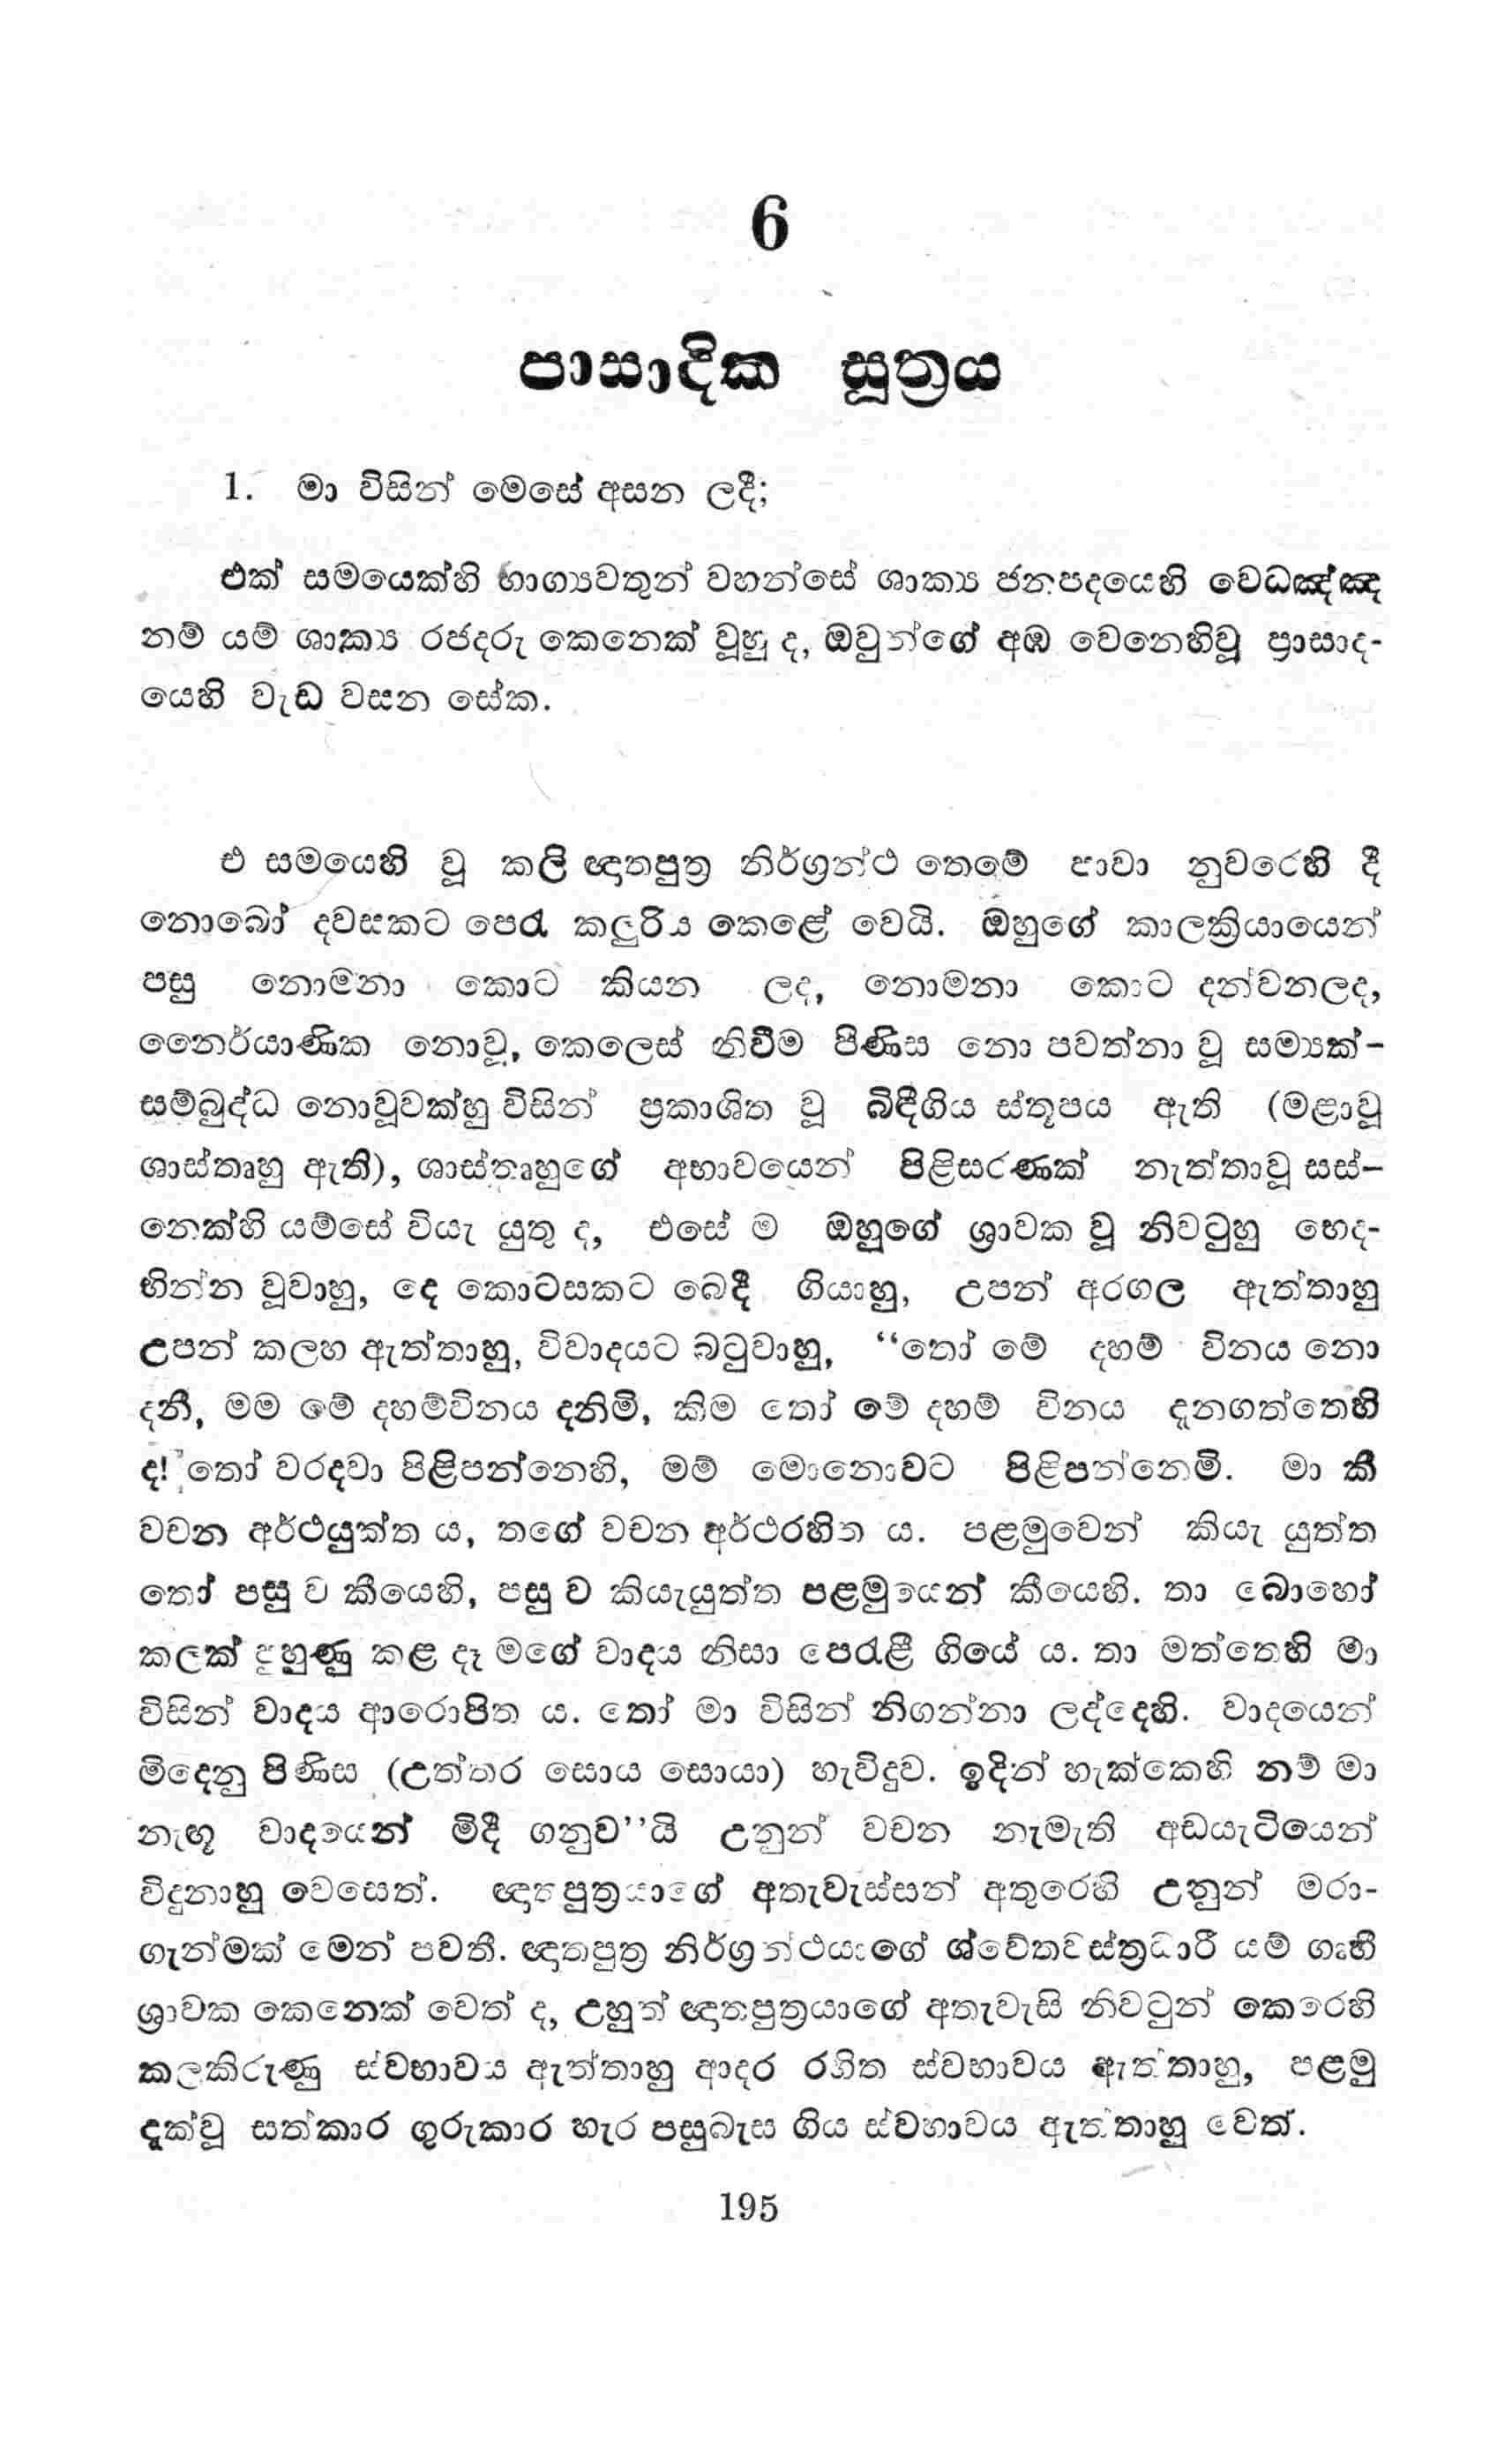 6
පාසාදික සූත්‍රය
1. මා විසින් මෙසේ අසන ලදී;
එක් සමයෙක්හි භාග්‍යවතුන් වහන්සේ ශාක්‍ය ජනපදයෙහි වෙධඤ්ඤ
නම් යම් ශාක්‍ය රජදරු කෙනෙක් වූහු ද, ඔවුන්ගේ අඹ වෙනෙහිවූ ප්‍රාසාද-
යෙහි වැඩ වසන සේක.
එ සමයෙහි වූ කලි ඥාතපුත්‍ර නිර්ග්‍රන්ථ තෙමේ පාවා නුවරෙහි දී
නොබෝ දවසකට පෙරැ කලුරිය කෙළේ වෙයි. ඔහුගේ කාලක්‍රියායෙන්
පසු නොමනා කොට කියන ලද, නොමනා කොට දන්වනලද,
නෛර්යාණික නොවූ, කෙලෙස් නිවීම පිණිස නො පවත්නා වූ සම්‍යක්-
සම්බුද්ධ නොවූවක්හු විසින් ප්‍රකාශිත වූ බිඳීගිය ස්තූපය ඇති (මළාවූ
ශාස්තෘහු ඇති), ශාස්තෘහුගේ අභාවයෙන් පිළිසරණක් නැත්තාවූ සස්-
නෙක්හි යම්සේ වියැ යුතු ද, එසේ ම ඔහුගේ ශ්‍රාවක වූ නිවටුහු භෙද-
භින්න වූවාහු, දෙ කොටසකට බෙදී ගියාහු, උපන් අරගල ඇත්තාහු
උපන් කලහ ඇත්තාහු, විවාදයට බටුවාහු, “තෝ මේ දහම් විනය නො
දනී, මම මේ දහම්විනය දනිමි, කිම තෝ මේ දහම් විනය දැනගත්තෙහි
ද! තෝ වරදවා පිළිපන්නෙහි, මම් මොනොවට පිළිපන්නෙමි. මා කී
වචන අර්ථයුක්ත ය, තගේ වචන අර්ථරහිත ය. පළමුවෙන් කියැ යුත්ත
තෝ පසු ව කීයෙහි, පසු ව කියැයුත්ත පළමුයෙන් කීයෙහි. තා බොහෝ
කලක් පුහුණු කළ දෑ මගේ වාදය නිසා පෙරැළී ගියේ ය. තා මත්තෙහි මා
විසින් වාදය ආරොපිත ය. තෝ මා විසින් නිගන්නා ලද්දෙහි. වාදයෙන්
මිදෙනු පිණිස (උත්තර සොය සොයා) හැවිදුව. ඉදින් හැක්කෙහි නම් මා
නැඟූ වාදයෙන් මිදී ගනුව’’යි උනුන් වචන නැමැති අඩයැටියෙන්
විදුනාහු වෙසෙත්. ඥාතපුත්‍රයාගේ අතැවැස්සන් අතුරෙහි උනුන් මරා-
ගැන්මක් මෙන් පවතී. ඥාතපුත්‍ර නිර්ග්‍රන්ථයාගේ ශ්වේතවස්ත්‍රධාරී යම් ගෘහී
ශ්‍රාවක කෙනෙක් වෙත් ද, උහුන් ඥාතපුත්‍රයාගේ අතැවැසි නිවටුන් කෙරෙහි
කලකිරුණු ස්වභාවය ඇත්තාහු ආදර රහිත ස්වභාවය ඇත්තාහු, පළමු
දැක්වූ සත්කාර ගුරුකාර හැර පසුබැස ගිය ස්වභාවය ඇත්තාහු වෙත්.
195